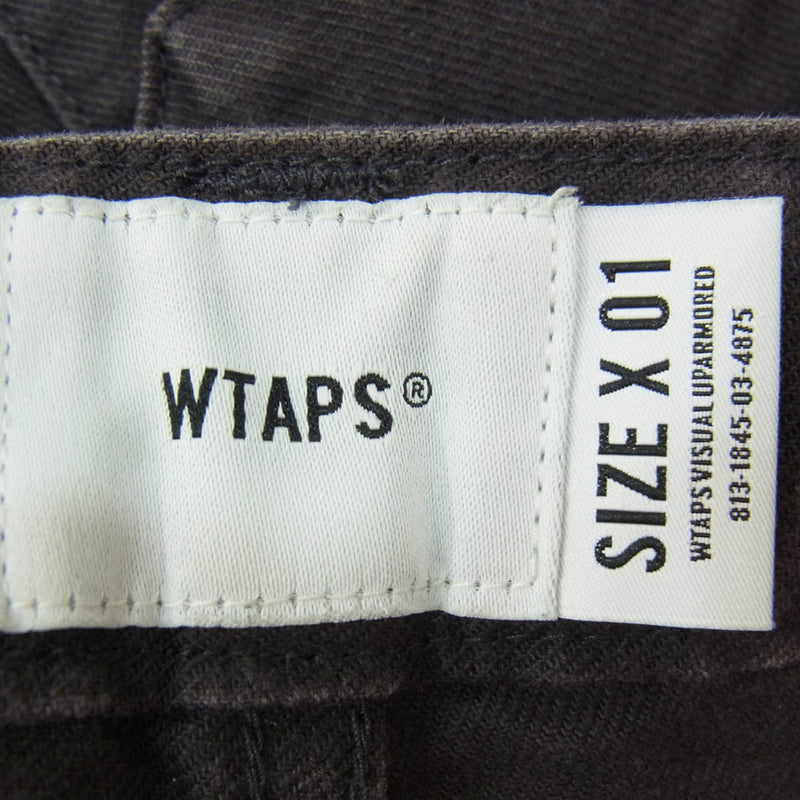 WTAPS®
SIZE X 01
WTAPS VISUAL UPARMORED
813-1845-03-4875